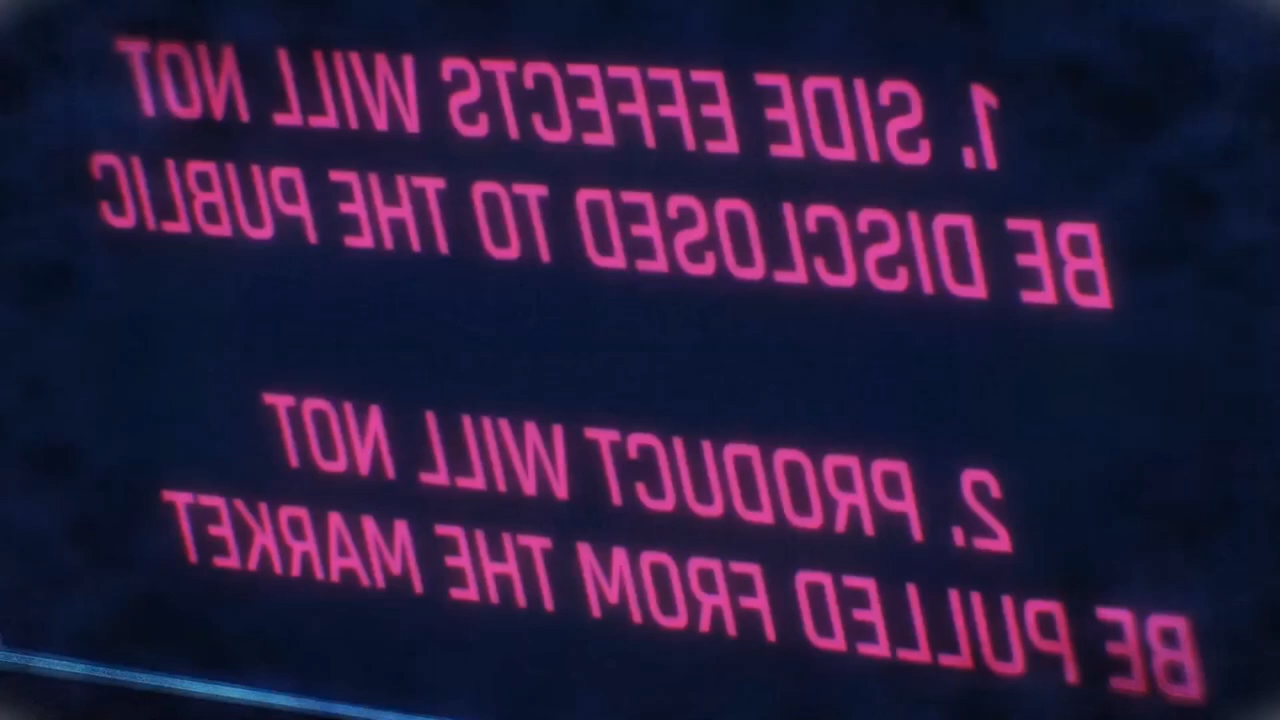 1. SIDE EFFECTS WILL NOT
BE DISCLOSED TO THE PUBLIC
2. PRODUCT WILL NOT
BE PULLED FROM THE MARKET